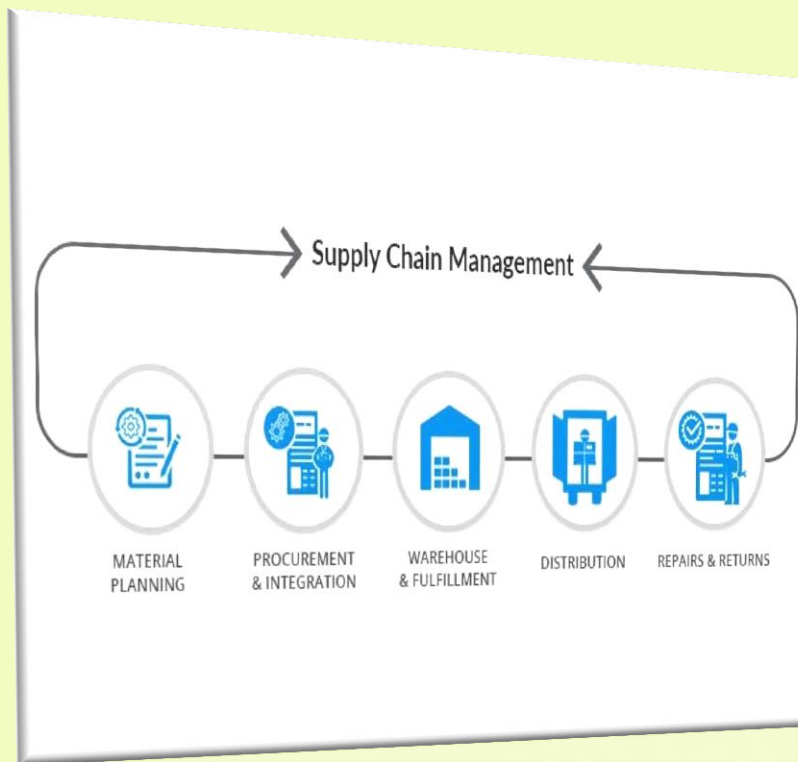 Supply Chain Management
MATERIAL
PLANNING
PROCUREMENT
& INTEGRATION
WAREHOUSE
& FULFILLMENT
DISTRIBUTION
REPAIRS & RETURNS